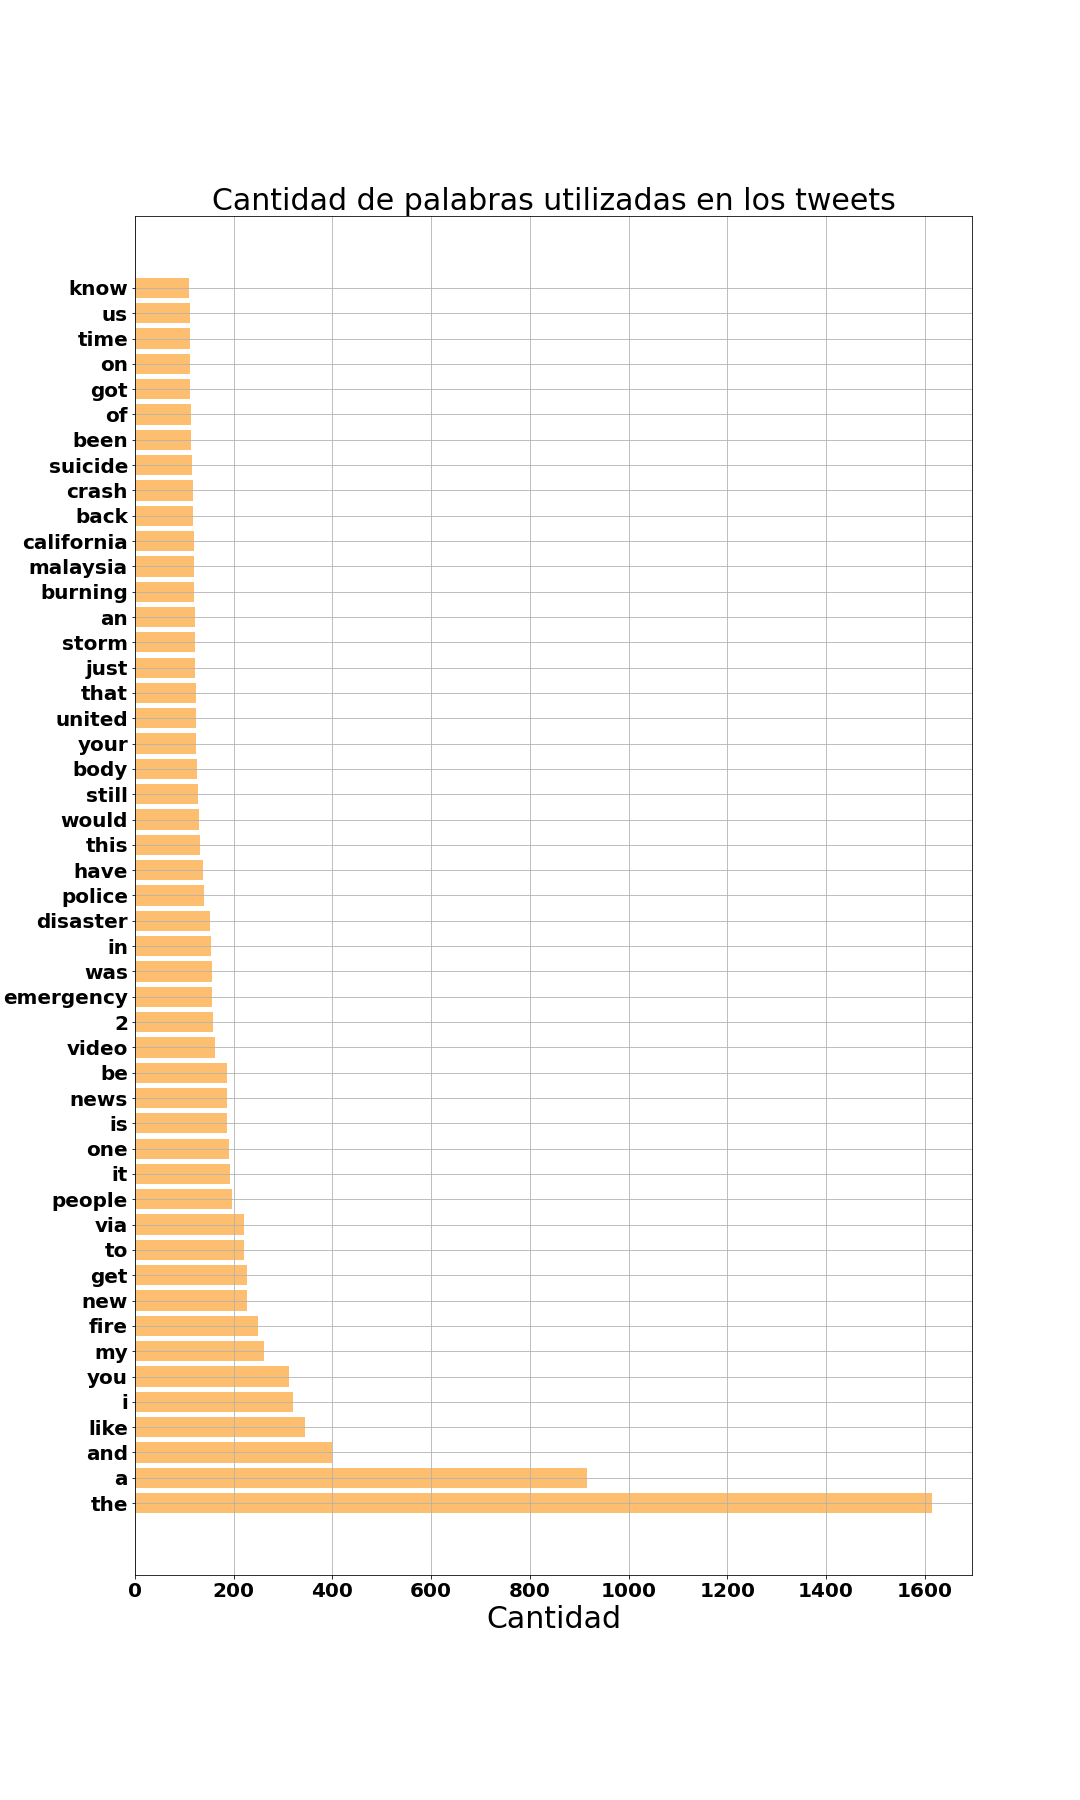 Cantidad de palabras utilizadas en los tweets
know
us
time
on
got
of
been
suicide
crash
back
california
malaysia
burning
an
storm
just
that
united
your
body
still
would
this
have
police
disaster
in
was
emergency
2
video
be
news
is
one
it
people
via
to
get
new
fire
my
you
i
like
and
a
the
0 200 400 600 800 1000 1200 1400 1600
Cantidad